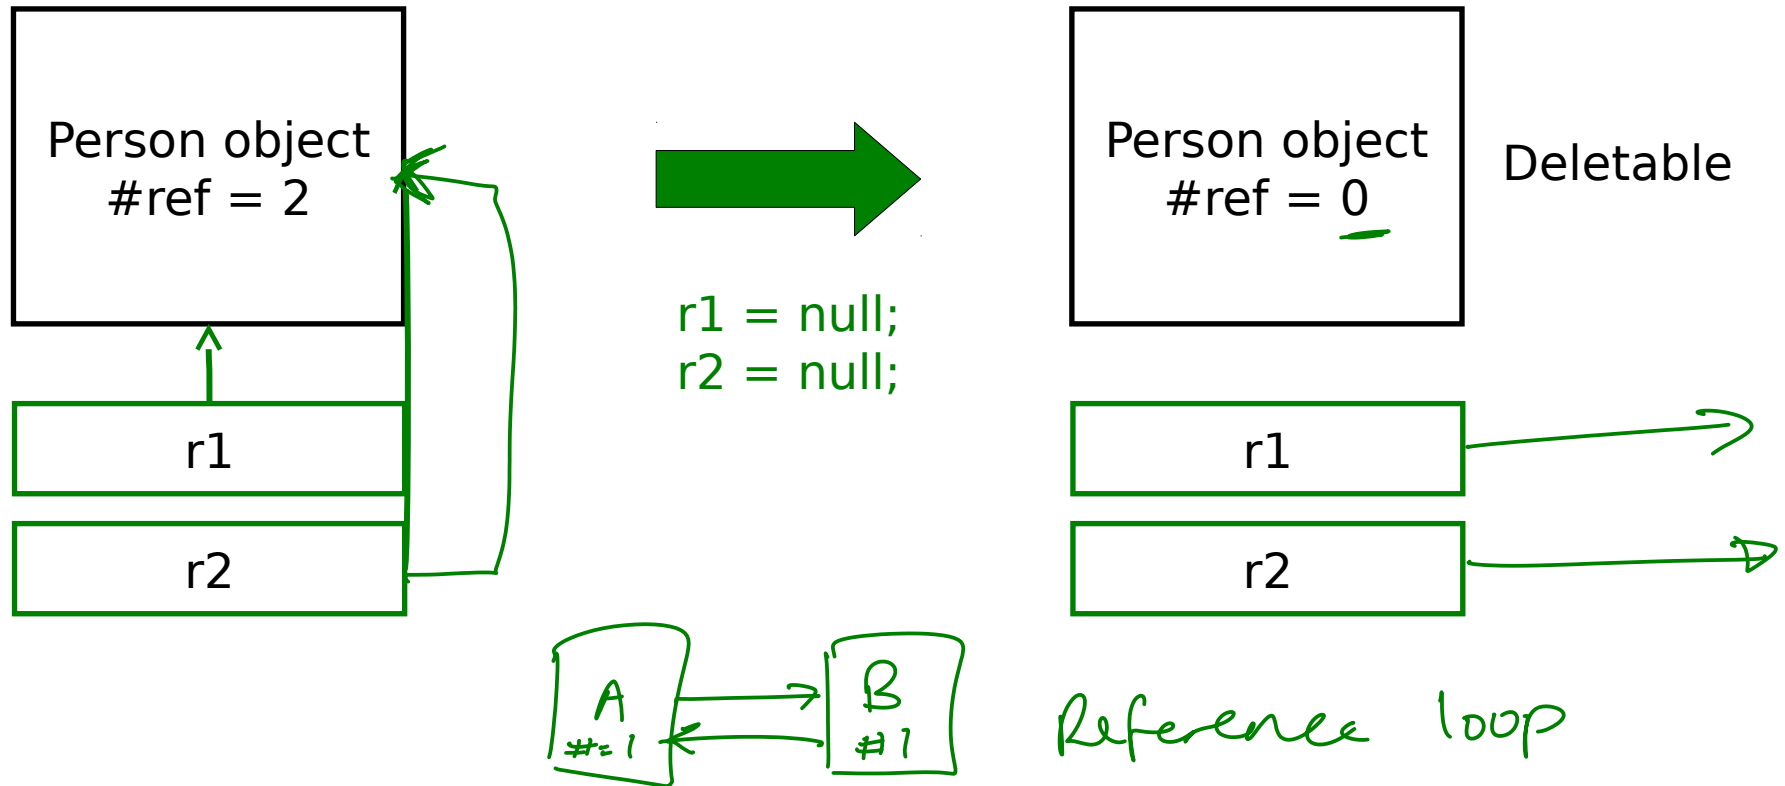 Person object
#ref = 2
r1
r2
r1 = null;
r2 = null;
Person object
#ref = 0
Deletable
r1
r2
A
#=1
B
#1
Reference loop